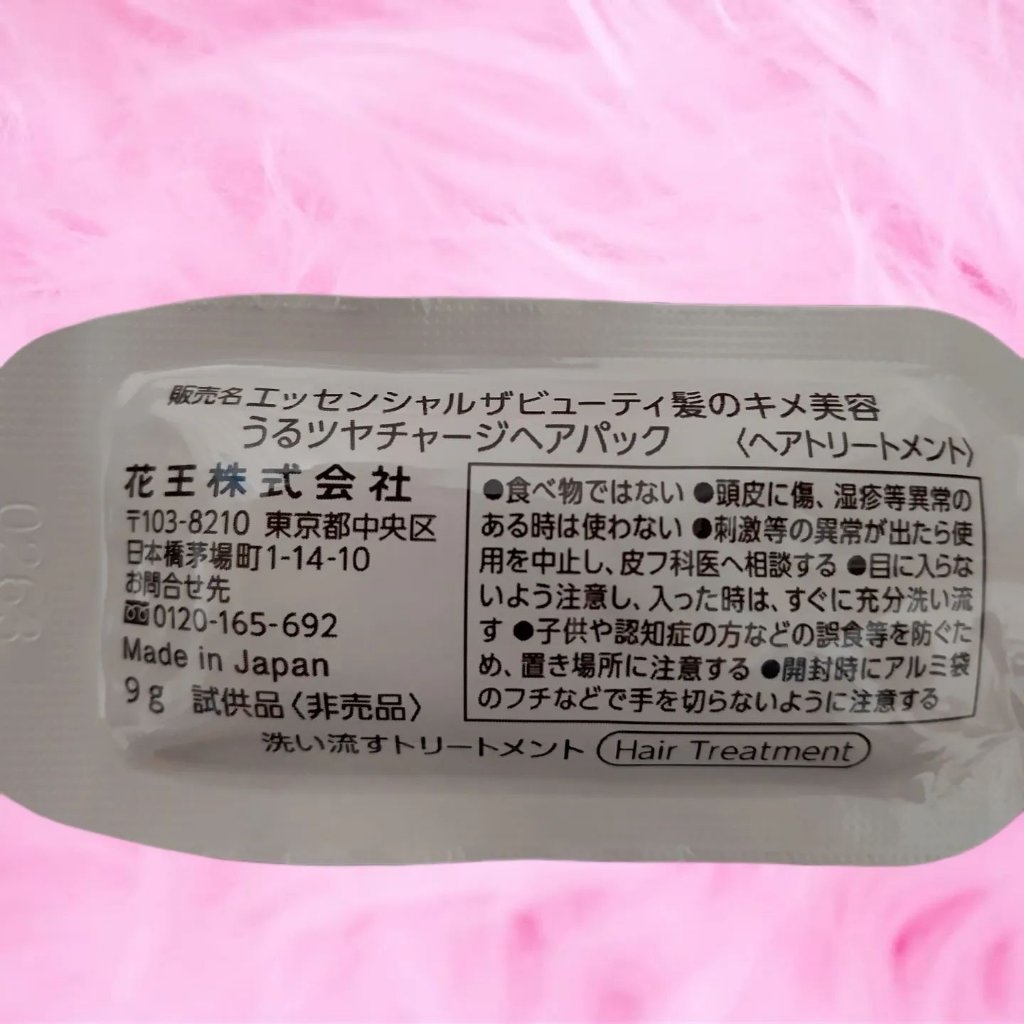 販売名 エッセンシャルザビューティ髪のキメ美容
うるツヤチャージヘアパック 〈ヘアトリートメント〉
花王株式会社
〒103-8210 東京都中央区
日本橋茅場町1-14-10
お問合せ先
0120-165-692
Made in Japan
9g 試供品〈非売品〉
●食べ物ではない ●頭皮に傷、湿疹等異常の
ある時は使わない ●刺激等の異常が出たら使
用を中止し、皮フ科医へ相談する ●目に入らな
いよう注意し、入った時は、すぐに充分洗い流
す ●子供や認知症の方などの誤食等を防ぐた
め、置き場所に注意する ●開封時にアルミ袋
のフチなどで手を切らないように注意する
洗い流すトリートメント Hair Treatment